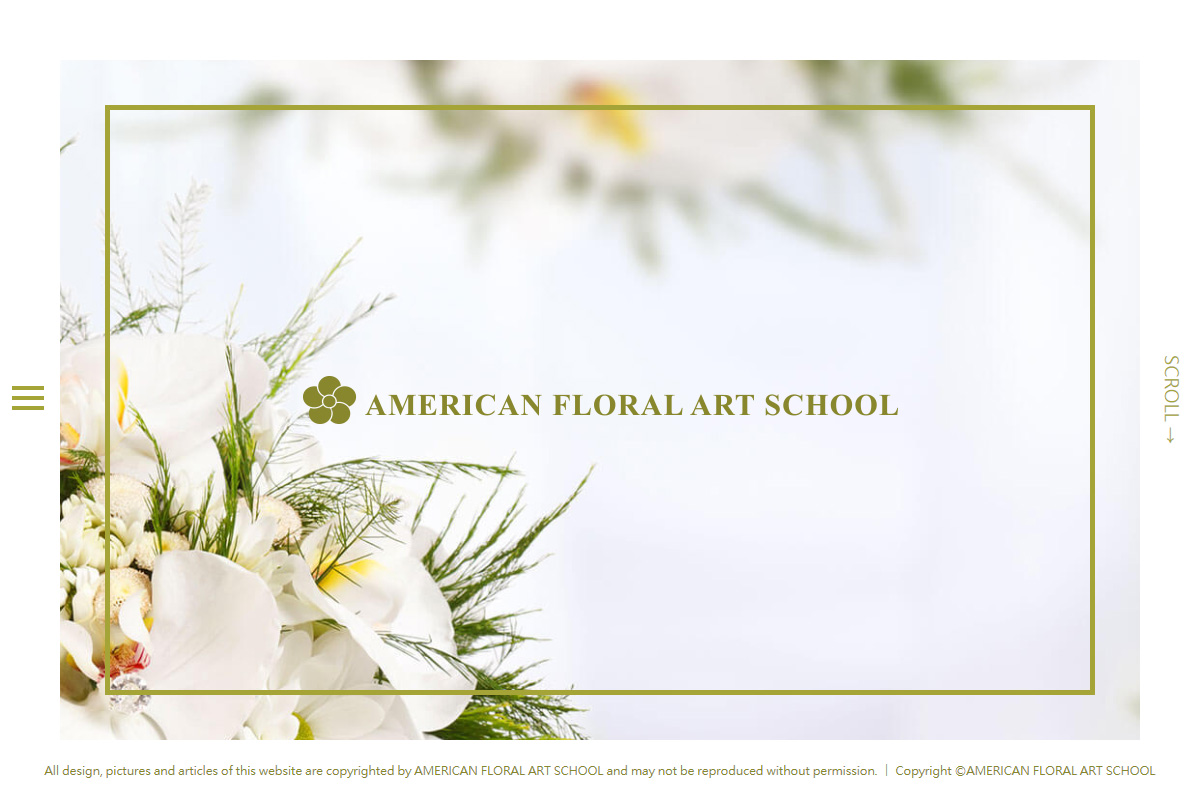 AMERICAN FLORAL ART SCHOOL
SCROLL →
All design, pictures and articles of this website are copyrighted by AMERICAN FLORAL ART SCHOOL and may not be reproduced without permission. ｜ Copyright ©AMERICAN FLORAL ART SCHOOL